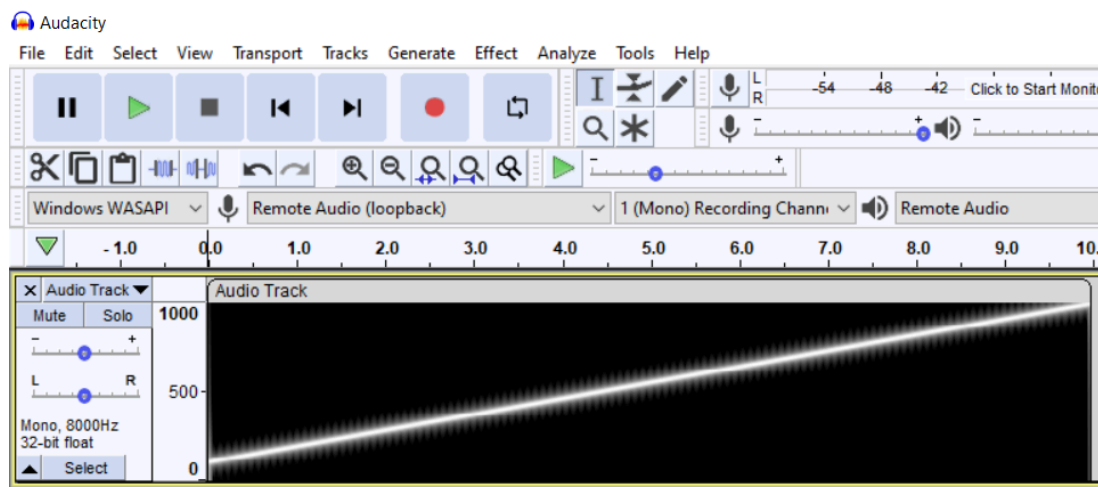 Audacity
File Edit Select View Transport Tracks Generate Effect Analyze Tools Help
L
R
-54 -48 -42 Click to Start Monit
- +
-
- +
Windows WASAPI Remote Audio (loopback) 1 (Mono) Recording Chann Remote Audio
- 1.0 0.0 1.0 2.0 3.0 4.0 5.0 6.0 7.0 8.0 9.0 10.
× Audio Track Audio Track
Mute Solo 1000
- +
L R 500
Mono, 8000Hz
32-bit float
Select 0